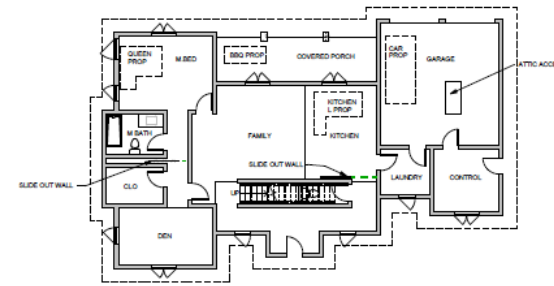 QUEEN
PROP
M.BED
BBQ PROP
COVERED PORCH
CAR
PROP
GARAGE
ATTIC ACCE
KITCHEN
L PROP
M BATH
FAMILY
KITCHEN
SLIDE OUT WALL
SLIDE OUT WALL
CLO
UP
LAUNDRY
CONTROL
DEN